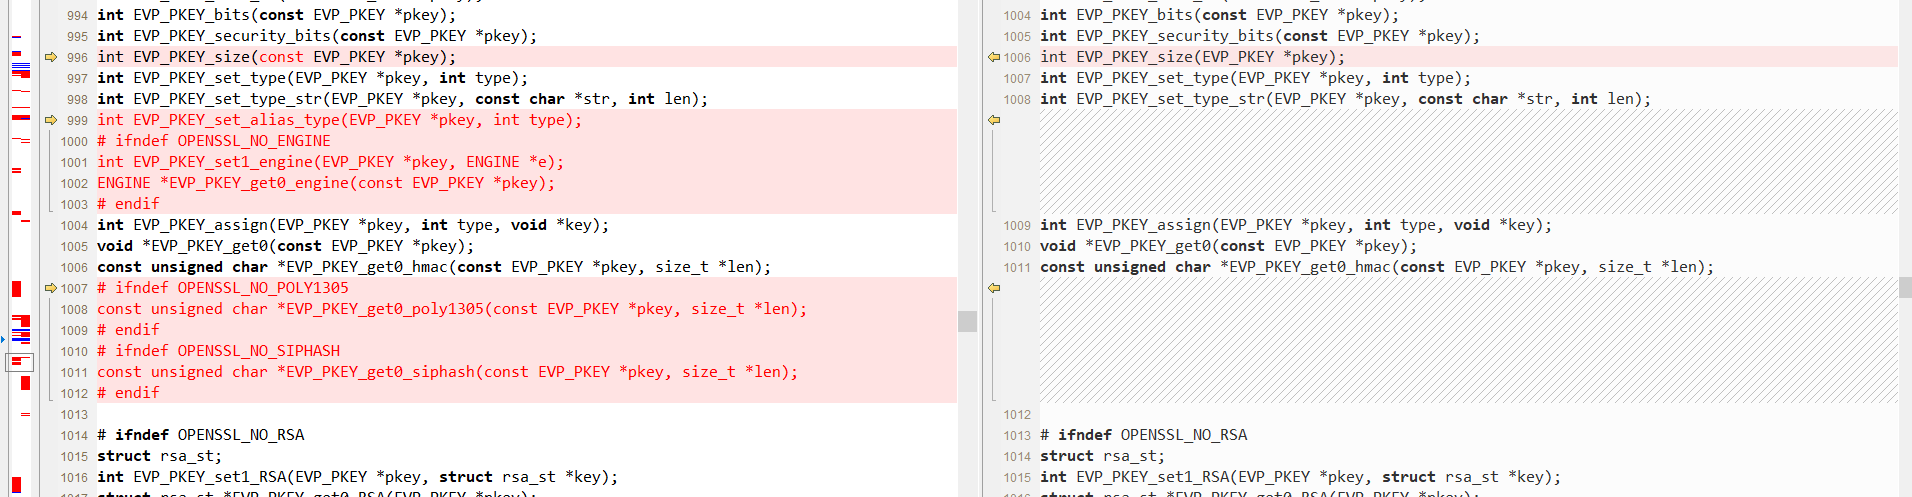 994 int EVP_PKEY_bits(const EVP_PKEY *pkey);
995 int EVP_PKEY_security_bits(const EVP_PKEY *pkey);
996 int EVP_PKEY_size(const EVP_PKEY *pkey);
997 int EVP_PKEY_set_type(EVP_PKEY *pkey, int type);
998 int EVP_PKEY_set_type_str(EVP_PKEY *pkey, const char *str, int len);
999 int EVP_PKEY_set_alias_type(EVP_PKEY *pkey, int type);
1000 # ifndef OPENSSL_NO_ENGINE
1001 int EVP_PKEY_set1_engine(EVP_PKEY *pkey, ENGINE *e);
1002 ENGINE *EVP_PKEY_get0_engine(const EVP_PKEY *pkey);
1003 # endif
1004 int EVP_PKEY_assign(EVP_PKEY *pkey, int type, void *key);
1005 void *EVP_PKEY_get0(const EVP_PKEY *pkey);
1006 const unsigned char *EVP_PKEY_get0_hmac(const EVP_PKEY *pkey, size_t *len);
1007 # ifndef OPENSSL_NO_POLY1305
1008 const unsigned char *EVP_PKEY_get0_poly1305(const EVP_PKEY *pkey, size_t *len);
1009 # endif
1010 # ifndef OPENSSL_NO_SIPHASH
1011 const unsigned char *EVP_PKEY_get0_siphash(const EVP_PKEY *pkey, size_t *len);
1012 # endif
1013
1014 # ifndef OPENSSL_NO_RSA
1015 struct rsa_st;
1016 int EVP_PKEY_set1_RSA(EVP_PKEY *pkey, struct rsa_st *key);
1004 int EVP_PKEY_bits(const EVP_PKEY *pkey);
1005 int EVP_PKEY_security_bits(const EVP_PKEY *pkey);
1006 int EVP_PKEY_size(EVP_PKEY *pkey);
1007 int EVP_PKEY_set_type(EVP_PKEY *pkey, int type);
1008 int EVP_PKEY_set_type_str(EVP_PKEY *pkey, const char *str, int len);
1009 int EVP_PKEY_assign(EVP_PKEY *pkey, int type, void *key);
1010 void *EVP_PKEY_get0(const EVP_PKEY *pkey);
1011 const unsigned char *EVP_PKEY_get0_hmac(const EVP_PKEY *pkey, size_t *len);
1012
1013 # ifndef OPENSSL_NO_RSA
1014 struct rsa_st;
1015 int EVP_PKEY_set1_RSA(EVP_PKEY *pkey, struct rsa_st *key);